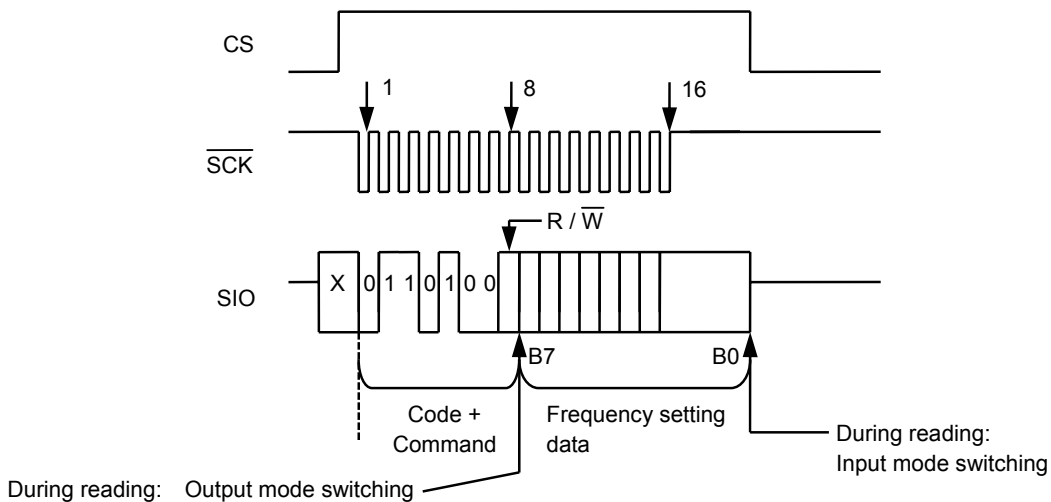 CS
1 8 16
SCK
R / W
X 0 1 1 0 1 0 0
SIO
B7 B0
Code +
Command
Frequency setting
data
During reading:
Input mode switching
During reading: Output mode switching